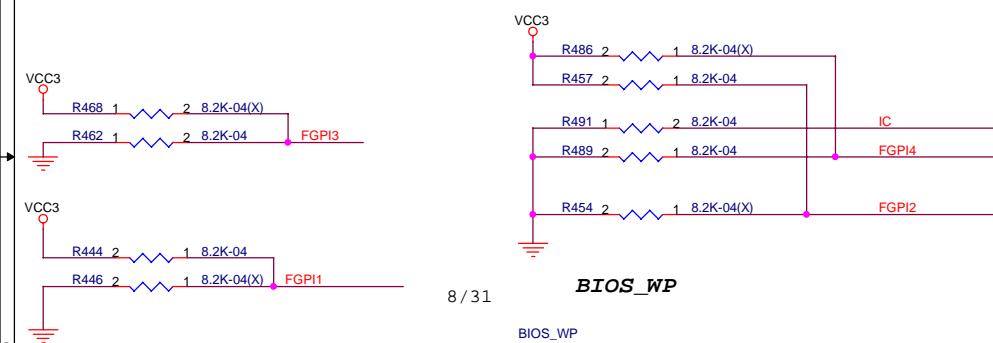 VCC3
R468 1 2 8.2K-04(X)
R462 1 2 8.2K-04 FGPI3
VCC3
R444 2 1 8.2K-04
R446 2 1 8.2K-04(X) FGPI1
8/31
VCC3
R486 2 1 8.2K-04(X)
R457 2 1 8.2K-04
R491 1 2 8.2K-04 IC
R489 2 1 8.2K-04 FGPI4
R454 2 1 8.2K-04(X) FGPI2
BIOS_WP
BIOS_WP